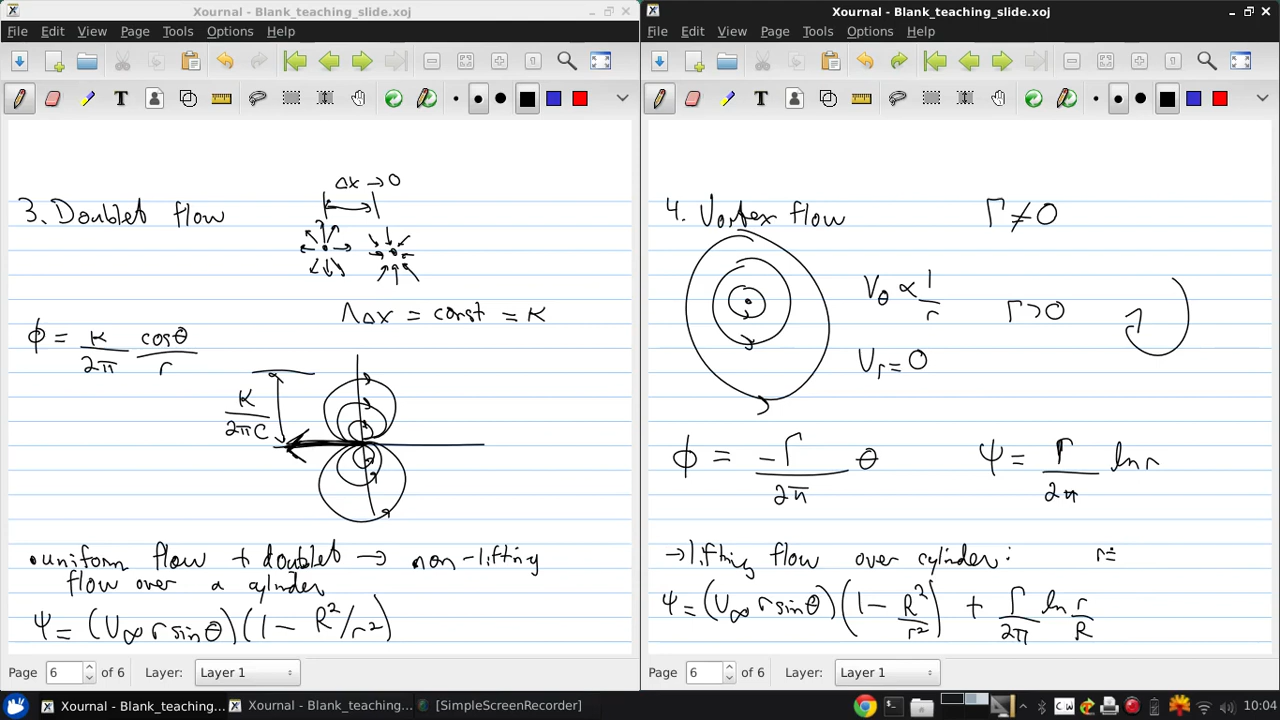 Xournal - Blank_teaching_slide.xoj
File Edit View Page Tools Options Help
3. Doublet flow
Δx → 0
ΛΔx = const = κ
ϕ = κ/2π cosθ/r
κ/2πC
•uniform flow + doublet → non-lifting
flow over a cylinder
Ψ = (V∞ r sin θ)(1 - R²/r²)
Page 6 of 6 Layer: Layer 1
Xournal - Blank_teaching_slide.xoj
File Edit View Page Tools Options Help
4. Vortex flow
Γ ≠ 0
Vθ ∝ 1/r
Γ > 0
Vr = 0
ϕ = -Γ/2π θ
Ψ = Γ/2π ln r
→ lifting flow over cylinder: r=
Ψ = (V∞ r sin θ)(1 - R²/r²) + Γ/2π ln r/R
Page 6 of 6 Layer: Layer 1
Xournal - Blank_teaching... Xournal - Blank_teaching... [SimpleScreenRecorder] 10:04